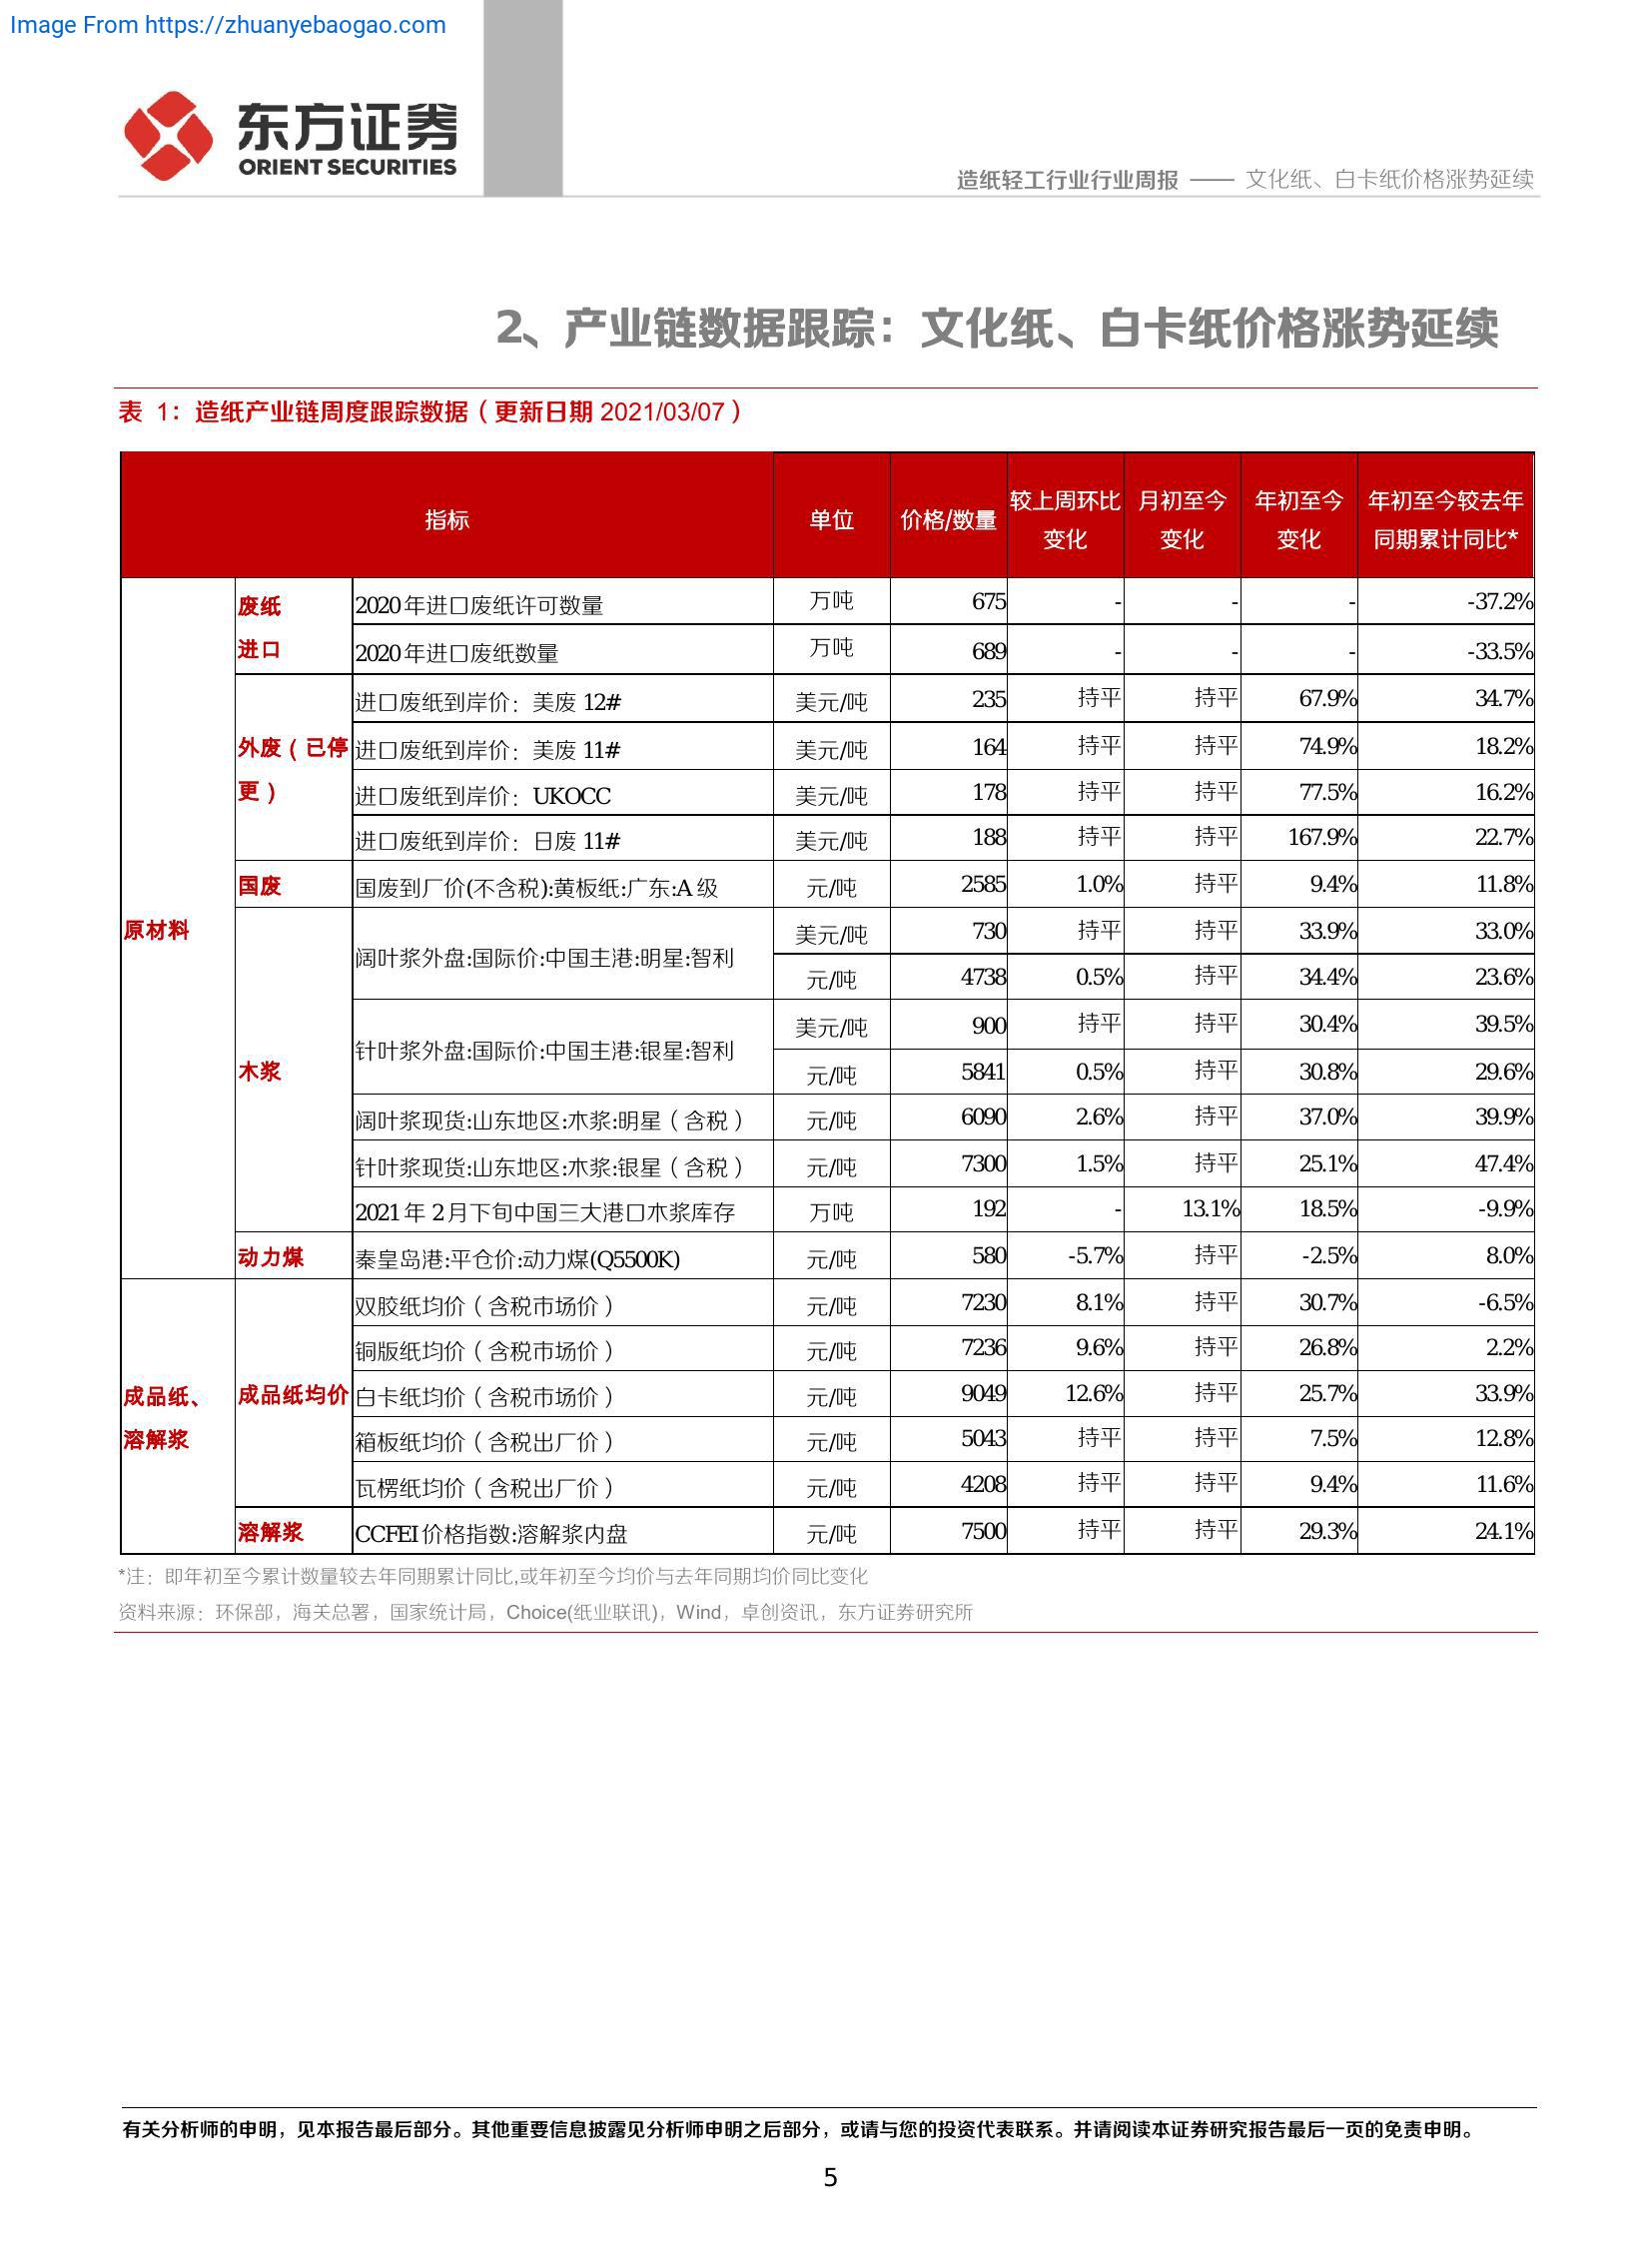 Image From https://zhuanyebaogao.com
东方证券
ORIENT SECURITIES
造纸轻工行业行业周报 —— 文化纸、白卡纸价格涨势延续
2、产业链数据跟踪：文化纸、白卡纸价格涨势延续
表 1：造纸产业链周度跟踪数据（更新日期 2021/03/07）
指标 单位 价格/数量 较上周环比变化 月初至今变化 年初至今变化 年初至今较去年同期累计同比*
原材料
废纸进口
2020年进口废纸许可数量 万吨 675 - - - -37.2%
2020年进口废纸数量 万吨 689 - - - -33.5%
外废（已停更）
进口废纸到岸价：美废 12# 美元/吨 235 持平 持平 67.9% 34.7%
进口废纸到岸价：美废 11# 美元/吨 164 持平 持平 74.9% 18.2%
进口废纸到岸价：UKOCC 美元/吨 178 持平 持平 77.5% 16.2%
进口废纸到岸价：日废 11# 美元/吨 188 持平 持平 167.9% 22.7%
国废 国废到厂价(不含税):黄板纸:广东:A 级 元/吨 2585 1.0% 持平 9.4% 11.8%
木浆
阔叶浆外盘:国际价:中国主港:明星:智利 美元/吨 730 持平 持平 33.9% 33.0%
元/吨 4738 0.5% 持平 34.4% 23.6%
针叶浆外盘:国际价:中国主港:银星:智利 美元/吨 900 持平 持平 30.4% 39.5%
元/吨 5841 0.5% 持平 30.8% 29.6%
阔叶浆现货:山东地区:木浆:明星（含税） 元/吨 6090 2.6% 持平 37.0% 39.9%
针叶浆现货:山东地区:木浆:银星（含税） 元/吨 7300 1.5% 持平 25.1% 47.4%
2021年 2月下旬中国三大港口木浆库存 万吨 192 - 13.1% 18.5% -9.9%
动力煤 秦皇岛港:平仓价:动力煤(Q5500K) 元/吨 580 -5.7% 持平 -2.5% 8.0%
成品纸、溶解浆
成品纸均价
双胶纸均价（含税市场价） 元/吨 7230 8.1% 持平 30.7% -6.5%
铜版纸均价（含税市场价） 元/吨 7236 9.6% 持平 26.8% 2.2%
白卡纸均价（含税市场价） 元/吨 9049 12.6% 持平 25.7% 33.9%
箱板纸均价（含税出厂价） 元/吨 5043 持平 持平 7.5% 12.8%
瓦楞纸均价（含税出厂价） 元/吨 4208 持平 持平 9.4% 11.6%
溶解浆 CCFEI价格指数:溶解浆内盘 元/吨 7500 持平 持平 29.3% 24.1%
*注：即年初至今累计数量较去年同期累计同比,或年初至今均价与去年同期均价同比变化
资料来源：环保部，海关总署，国家统计局，Choice(纸业联讯)，Wind，卓创资讯，东方证券研究所
有关分析师的申明，见本报告最后部分。其他重要信息披露见分析师申明之后部分，或请与您的投资代表联系。并请阅读本证券研究报告最后一页的免责申明。
5